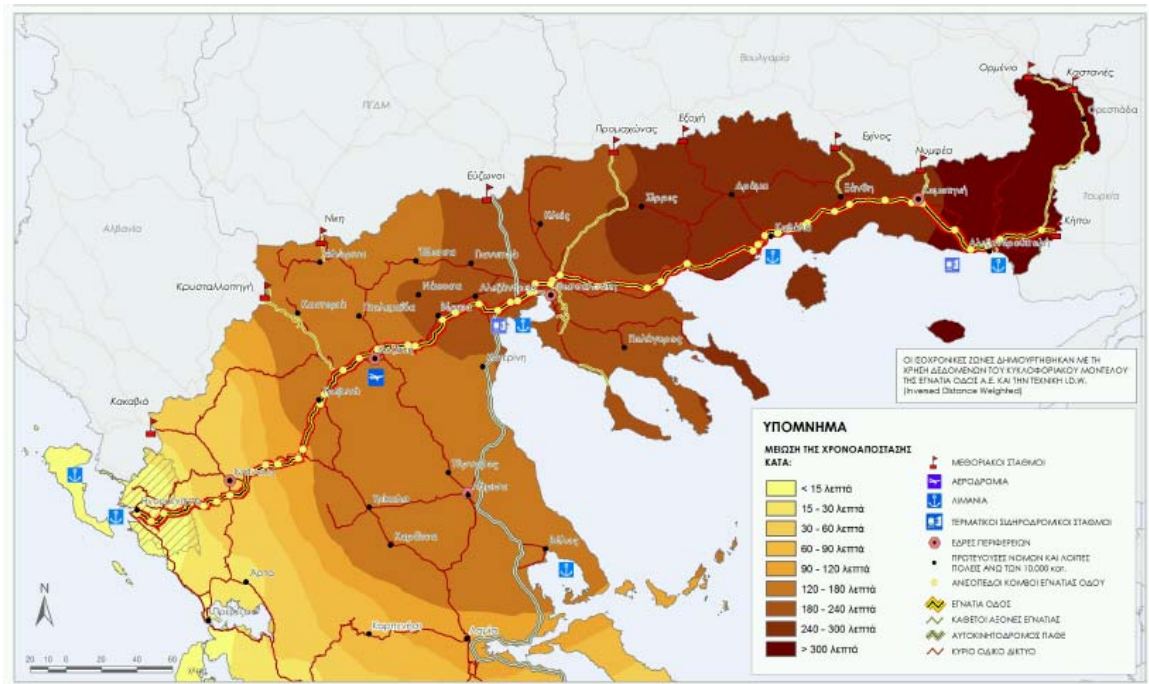 Ορμένιο
Καστανιές
Ορεστιάδα
Βουλγαρία
ΠΓΔΜ
Εξοχή
Προμαχώνας
Εχίνος
Νυμφαία
Τουρκία
Εύζωνοι
Δράμα
Ξάνθη
Κομοτηνή
Σέρρες
Κιλκίς
Κήποι
Αλβανία
Νίκη
Καβάλα
Αλεξανδρούπολη
Φλώρινα
Έδεσσα
Γιαννιτσά
Κρυσταλλοπηγή
Νάουσα
Αλεξάνδρεια
Θεσσαλονίκη
Καστοριά
Πτολεμαΐδα
Βέροια
Πολύγυρος
Κοζάνη
Κατερίνη
Γρεβενά
Κακαβιά
ΟΙ ΙΣΟΧΡΟΝΙΚΕΣ ΖΩΝΕΣ ΔΗΜΙΟΥΡΓΗΘΗΚΑΝ ΜΕ ΤΗ
ΧΡΗΣΗ ΔΕΔΟΜΕΝΩΝ ΤΟΥ ΚΥΚΛΟΦΟΡΙΑΚΟΥ ΜΟΝΤΕΛΟΥ
ΤΗΣ ΕΓΝΑΤΙΑ ΟΔΟΣ Α.Ε. ΚΑΙ ΤΗΝ ΤΕΧΝΙΚΗ I.D.W.
(Inversed Distance Weighted)
Τύρναβος
Λάρισα
Ηγουμενίτσα
Τρίκαλα
Καρδίτσα
Βόλος
Άρτα
Πρέβεζα
Καρπενήσι
Λαμία
N
20 10 0 20 40 60
ΥΠΟΜΝΗΜΑ
ΜΕΙΩΣΗ ΤΗΣ ΧΡΟΝΟΑΠΟΣΤΑΣΗΣ
ΚΑΤΑ:
< 15 λεπτά
15 - 30 λεπτά
30 - 60 λεπτά
60 - 90 λεπτά
90 - 120 λεπτά
120 - 180 λεπτά
180 - 240 λεπτά
240 - 300 λεπτά
> 300 λεπτά
ΜΕΘΟΡΙΑΚΟΙ ΣΤΑΘΜΟΙ
ΑΕΡΟΔΡΟΜΙΑ
ΛΙΜΑΝΙΑ
ΤΕΡΜΑΤΙΚΟΙ ΣΙΔΗΡΟΔΡΟΜΙΚΟΙ ΣΤΑΘΜΟΙ
ΕΔΡΕΣ ΠΕΡΙΦΕΡΕΙΩΝ
ΠΡΩΤΕΥΟΥΣΕΣ ΝΟΜΩΝ ΚΑΙ ΛΟΙΠΕΣ
ΠΟΛΕΙΣ ΑΝΩ ΤΩΝ 10.000 κατ.
ΑΝΙΣΟΠΕΔΟΙ ΚΟΜΒΟΙ ΕΓΝΑΤΙΑΣ ΟΔΟΥ
ΕΓΝΑΤΙΑ ΟΔΟΣ
ΚΑΘΕΤΟΙ ΑΞΟΝΕΣ ΕΓΝΑΤΙΑΣ
ΑΥΤΟΚΙΝΗΤΟΔΡΟΜΟΣ ΠΑΘΕ
ΚΥΡΙΟ ΟΔΙΚΟ ΔΙΚΤΥΟ